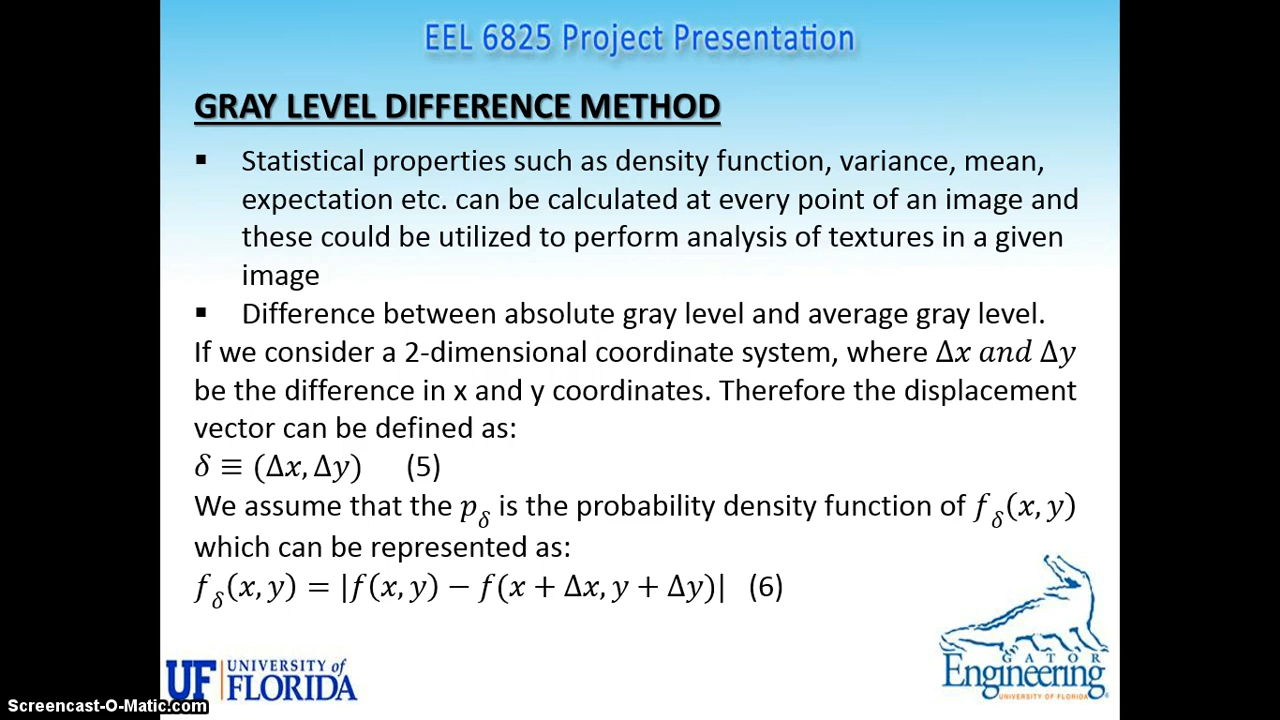 EEL 6825 Project Presentation
GRAY LEVEL DIFFERENCE METHOD
▪ Statistical properties such as density function, variance, mean,
expectation etc. can be calculated at every point of an image and
these could be utilized to perform analysis of textures in a given
image
▪ Difference between absolute gray level and average gray level.
If we consider a 2-dimensional coordinate system, where Δx and Δy
be the difference in x and y coordinates. Therefore the displacement
vector can be defined as:
δ ≡ (Δx, Δy) (5)
We assume that the p_δ is the probability density function of f_δ(x, y)
which can be represented as:
f_δ(x, y) = |f(x, y) − f(x + Δx, y + Δy)| (6)
UF UNIVERSITY of
FLORIDA
GATOR
Engineering
UNIVERSITY OF FLORIDA
Screencast-O-Matic.com